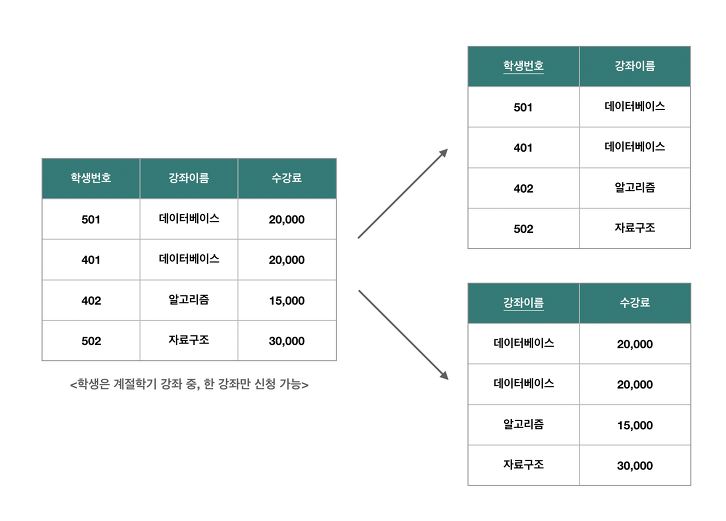 학생번호 강좌이름 수강료
501 데이터베이스 20,000
401 데이터베이스 20,000
402 알고리즘 15,000
502 자료구조 30,000
<학생은 계절학기 강좌 중, 한 강좌만 신청 가능>
학생번호 강좌이름
501 데이터베이스
401 데이터베이스
402 알고리즘
502 자료구조
강좌이름 수강료
데이터베이스 20,000
데이터베이스 20,000
알고리즘 15,000
자료구조 30,000